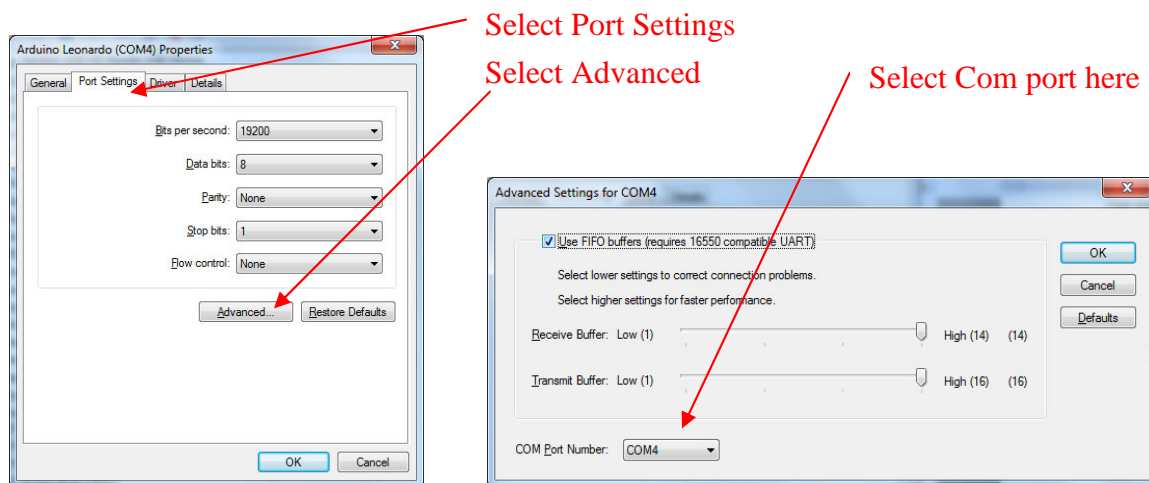 Select Port Settings
Select Advanced
Select Com port here
Arduino Leonardo (COM4) Properties
General Port Settings Driver Details
Bits per second: 19200
Data bits: 8
Parity: None
Stop bits: 1
Flow control: None
Advanced... Restore Defaults
OK Cancel
Advanced Settings for COM4
Use FIFO buffers (requires 16550 compatible UART)
OK
Select lower settings to correct connection problems.
Cancel
Select higher settings for faster performance.
Defaults
Receive Buffer: Low (1) High (14) (14)
Transmit Buffer: Low (1) High (16) (16)
COM Port Number: COM4